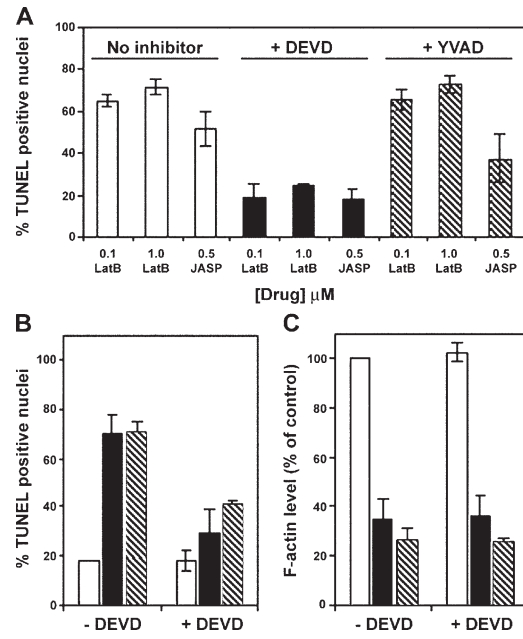 A
No inhibitor + DEVD + YVAD
% TUNEL positive nuclei
100
80
60
40
20
0
0.1 1.0 0.5 0.1 1.0 0.5 0.1 1.0 0.5
LatB LatB JASP LatB LatB JASP LatB LatB JASP
[Drug] μM
B
% TUNEL positive nuclei
100
80
60
40
20
0
- DEVD + DEVD
C
F-actin level (% of control)
100
80
60
40
20
0
- DEVD + DEVD